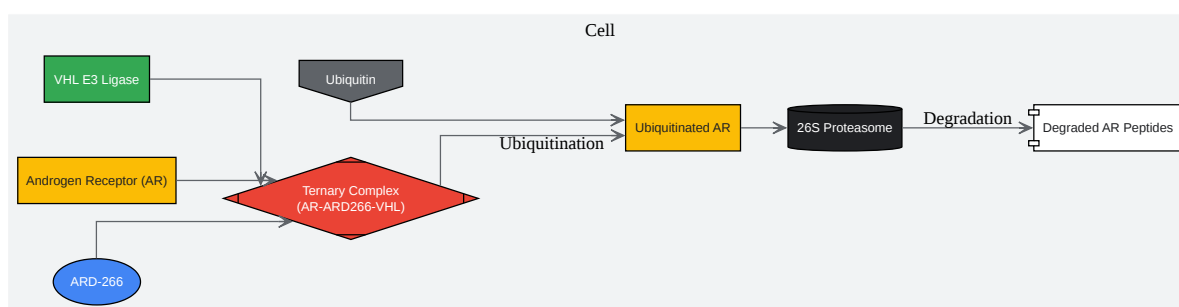 Cell
VHL E3 Ligase
Ubiquitin
Ubiquitinated AR
26S Proteasome
Degradation
Degraded AR Peptides
Ubiquitination
Androgen Receptor (AR)
Ternary Complex
(AR-ARD266-VHL)
ARD-266